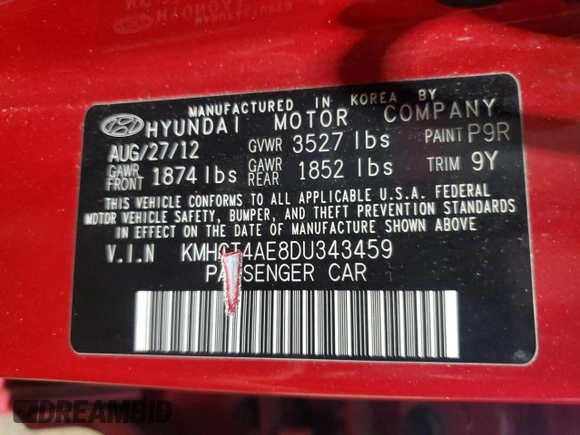 MANUFACTURED IN KOREA BY
HYUNDAI MOTOR COMPANY
AUG/27/12 GVWR 3527 lbs PAINT P9R
GAWR FRONT 1874 lbs GAWR REAR 1852 lbs TRIM 9Y
THIS VEHICLE CONFORMS TO ALL APPLICABLE U.S.A. FEDERAL
MOTOR VEHICLE SAFETY, BUMPER, AND THEFT PREVENTION STANDARDS
IN EFFECT ON THE DATE OF MANUFACTURE SHOWN ABOVE.
V.I.N KMHCT4AE8DU343459
PASSENGER CAR
DREAMBID